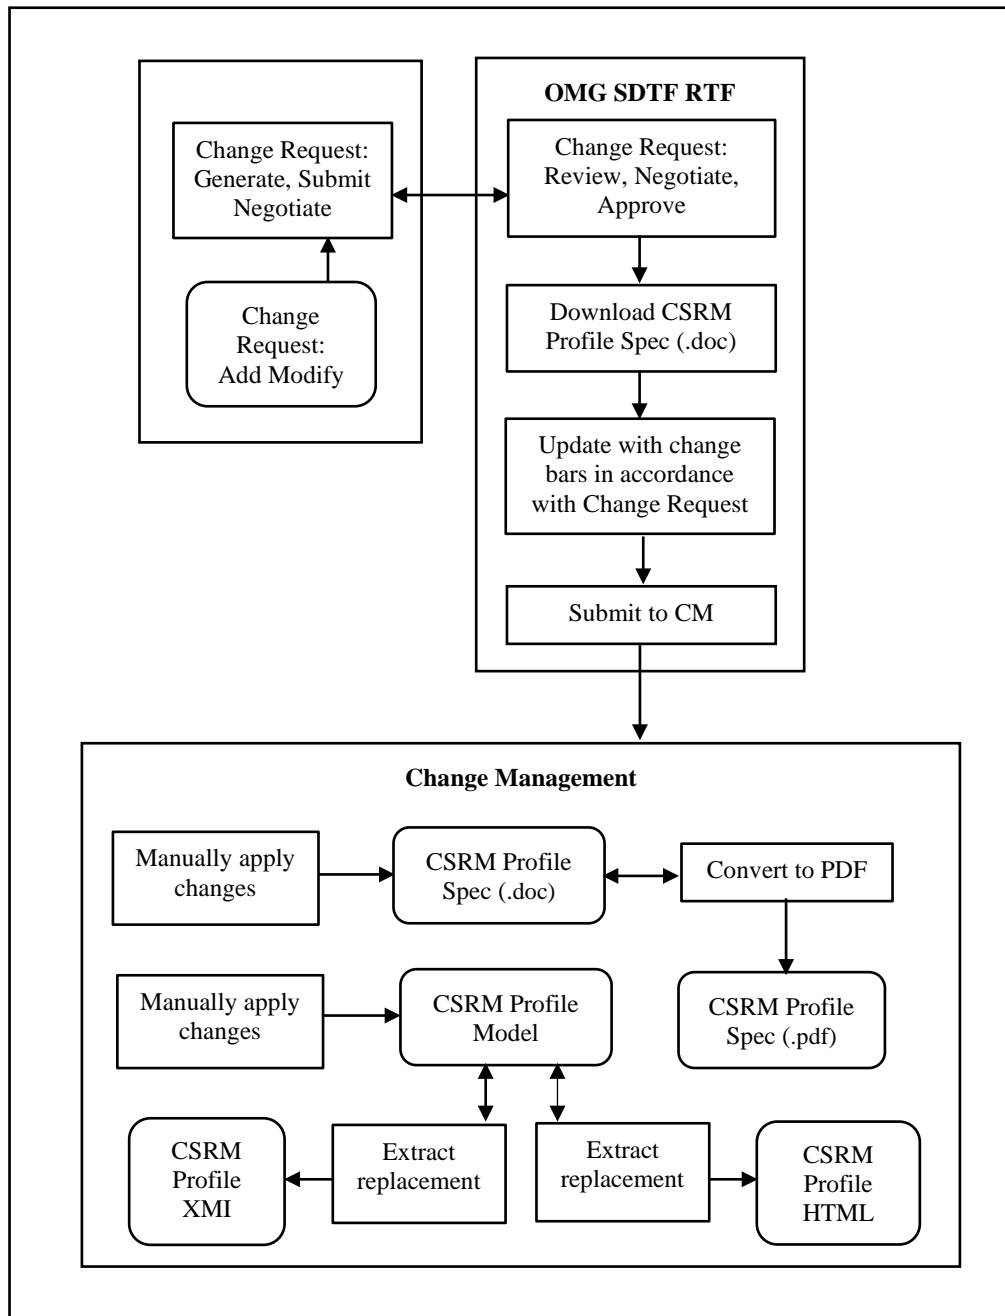 OMG SDTF RTF
Change Request:
Generate, Submit
Negotiate
Change Request:
Review, Negotiate,
Approve
Change
Request:
Add Modify
Download CSRM
Profile Spec (.doc)
Update with change
bars in accordance
with Change Request
Submit to CM
Change Management
Manually apply
changes
CSRM Profile
Spec (.doc)
Convert to PDF
Manually apply
changes
CSRM Profile
Model
CSRM Profile
Spec (.pdf)
CSRM
Profile
XMI
Extract
replacement
Extract
replacement
CSRM
Profile
HTML